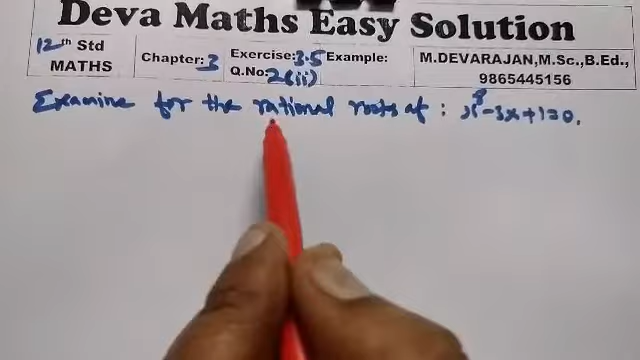 Deva Maths Easy Solution
12th Std MATHS Chapter: 3 Exercise: 3.5 Example: Q.No: 2(ii) M.DEVARAJAN,M.Sc.,B.Ed., 9865445156
Examine for the rational roots of : x⁸-3x+1=0.